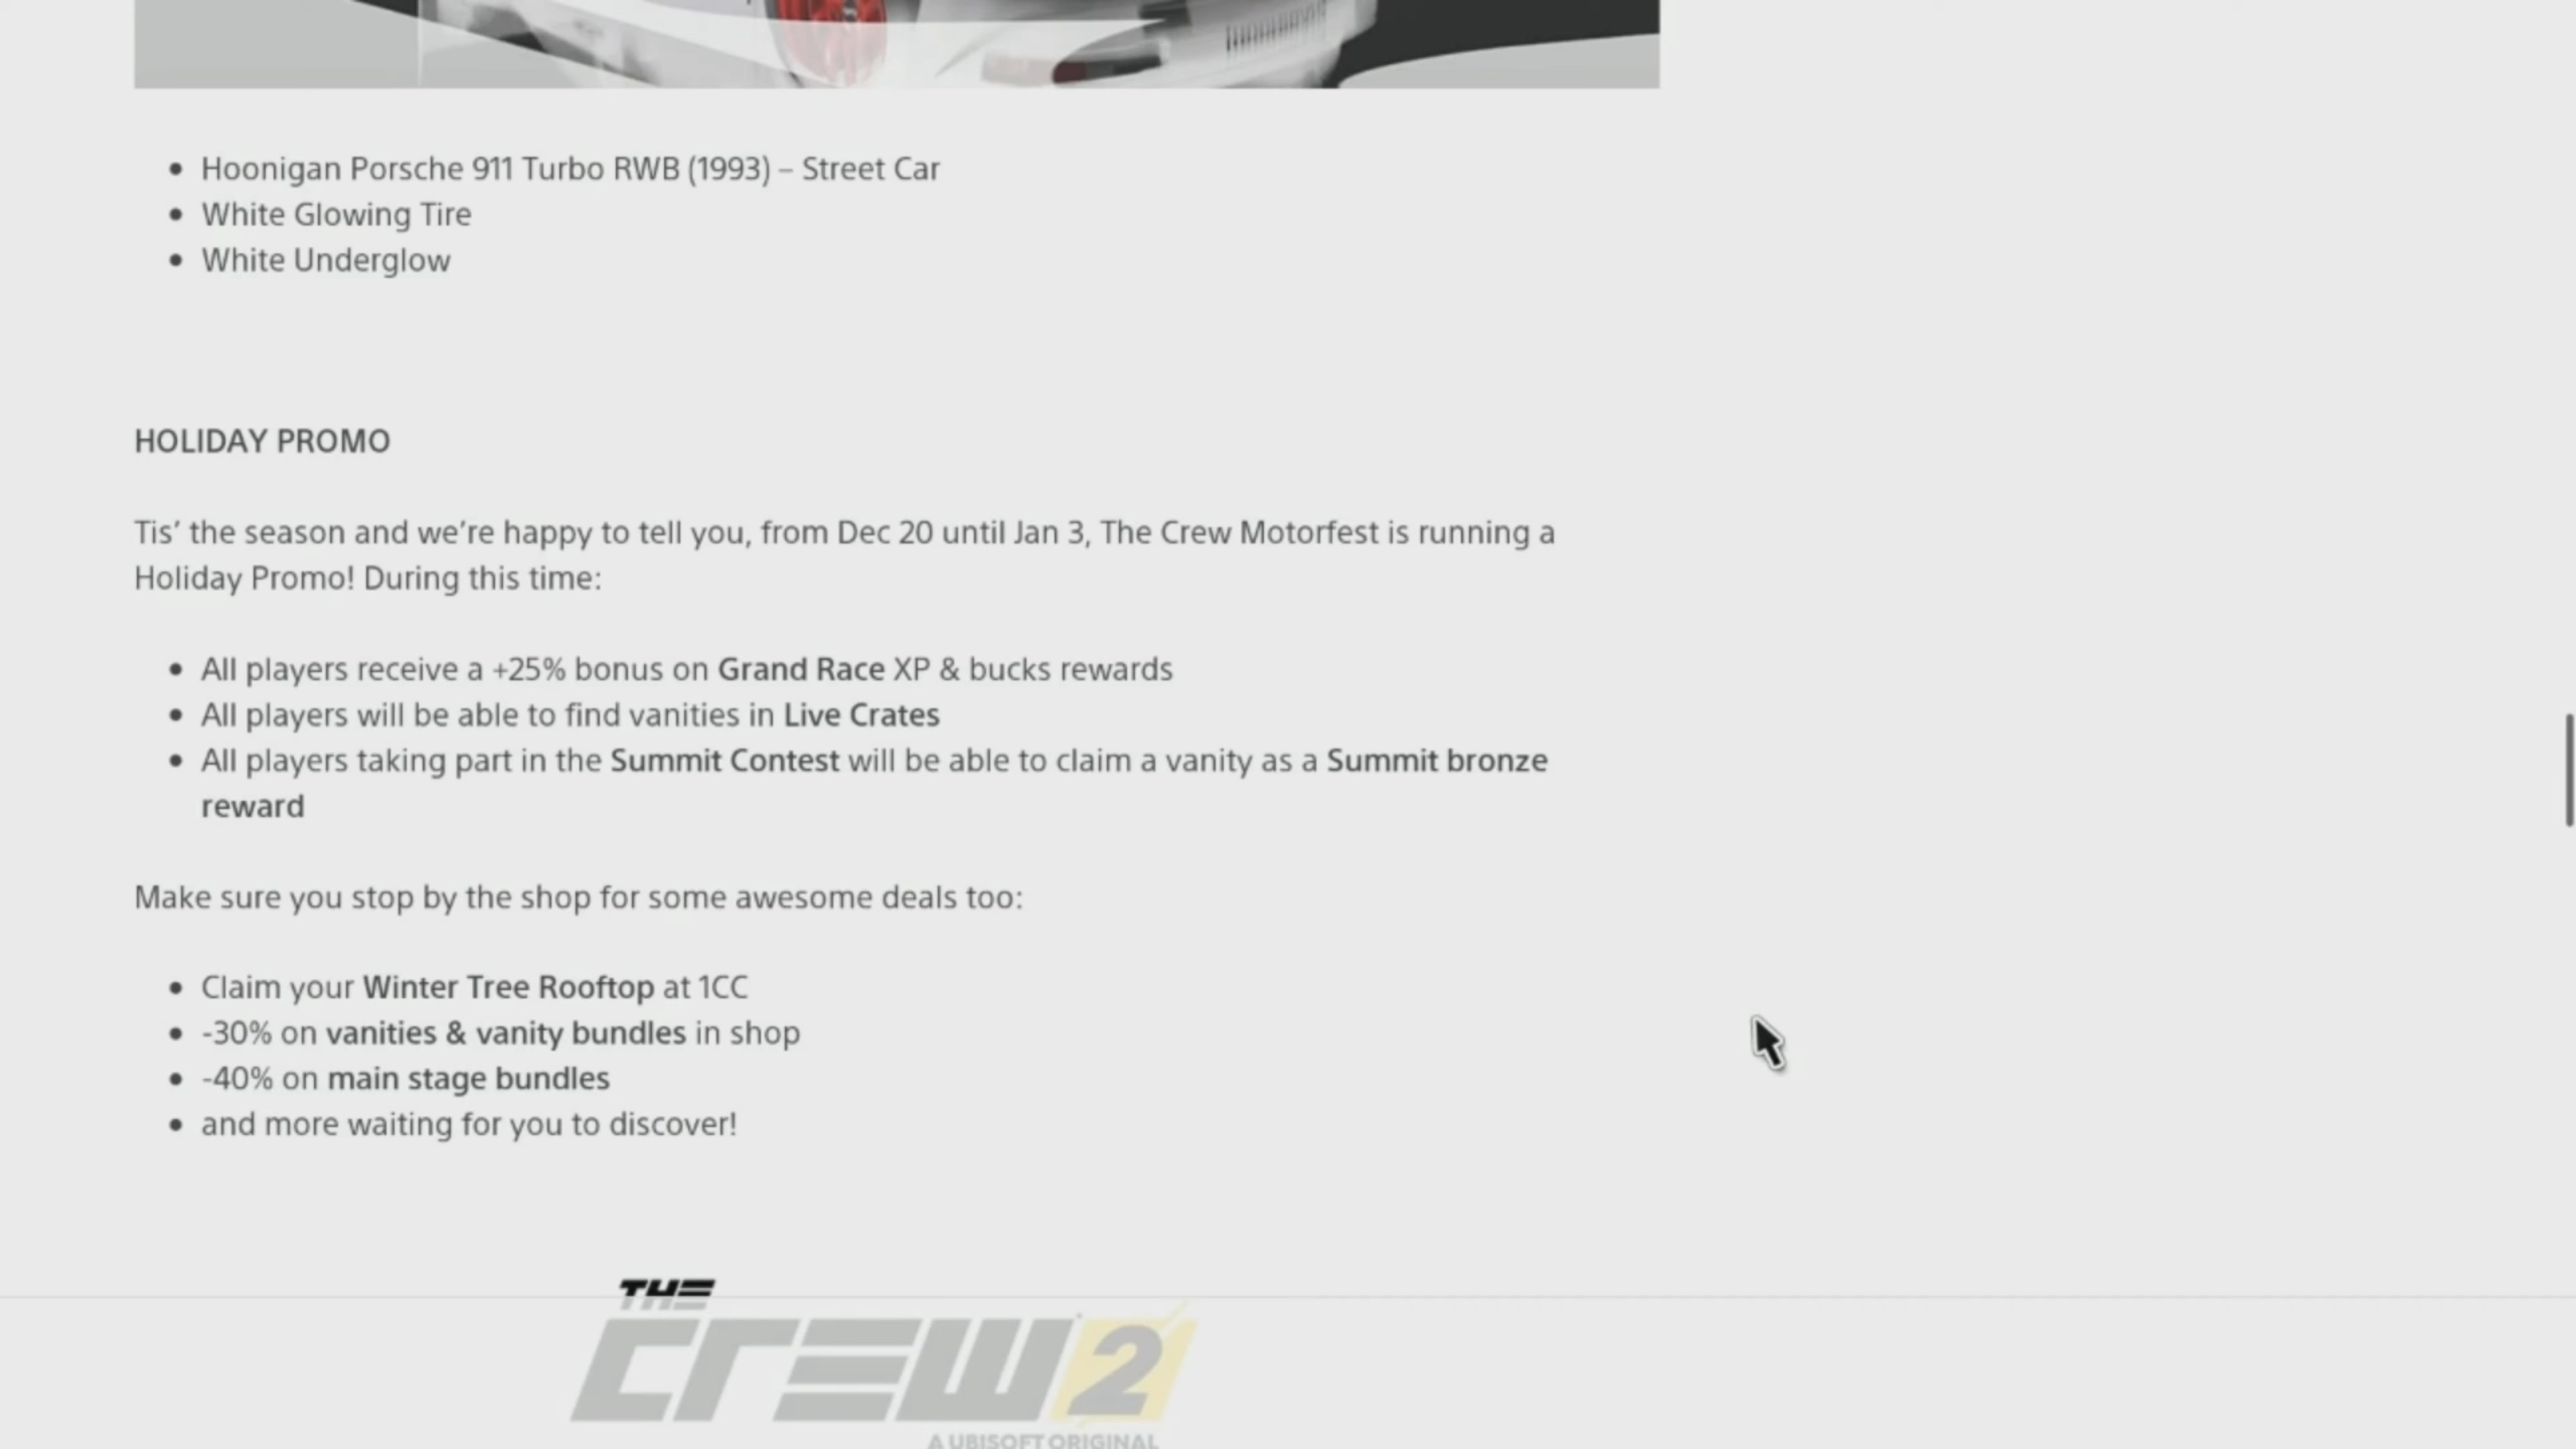 Hoonigan Porsche 911 Turbo RWB (1993) – Street Car
White Glowing Tire
White Underglow
HOLIDAY PROMO
Tis’ the season and we’re happy to tell you, from Dec 20 until Jan 3, The Crew Motorfest is running a
Holiday Promo! During this time:
All players receive a +25% bonus on Grand Race XP & bucks rewards
All players will be able to find vanities in Live Crates
All players taking part in the Summit Contest will be able to claim a vanity as a Summit bronze
reward
Make sure you stop by the shop for some awesome deals too:
Claim your Winter Tree Rooftop at 1CC
-30% on vanities & vanity bundles in shop
-40% on main stage bundles
and more waiting for you to discover!
THE
CREW 2
A UBISOFT ORIGINAL